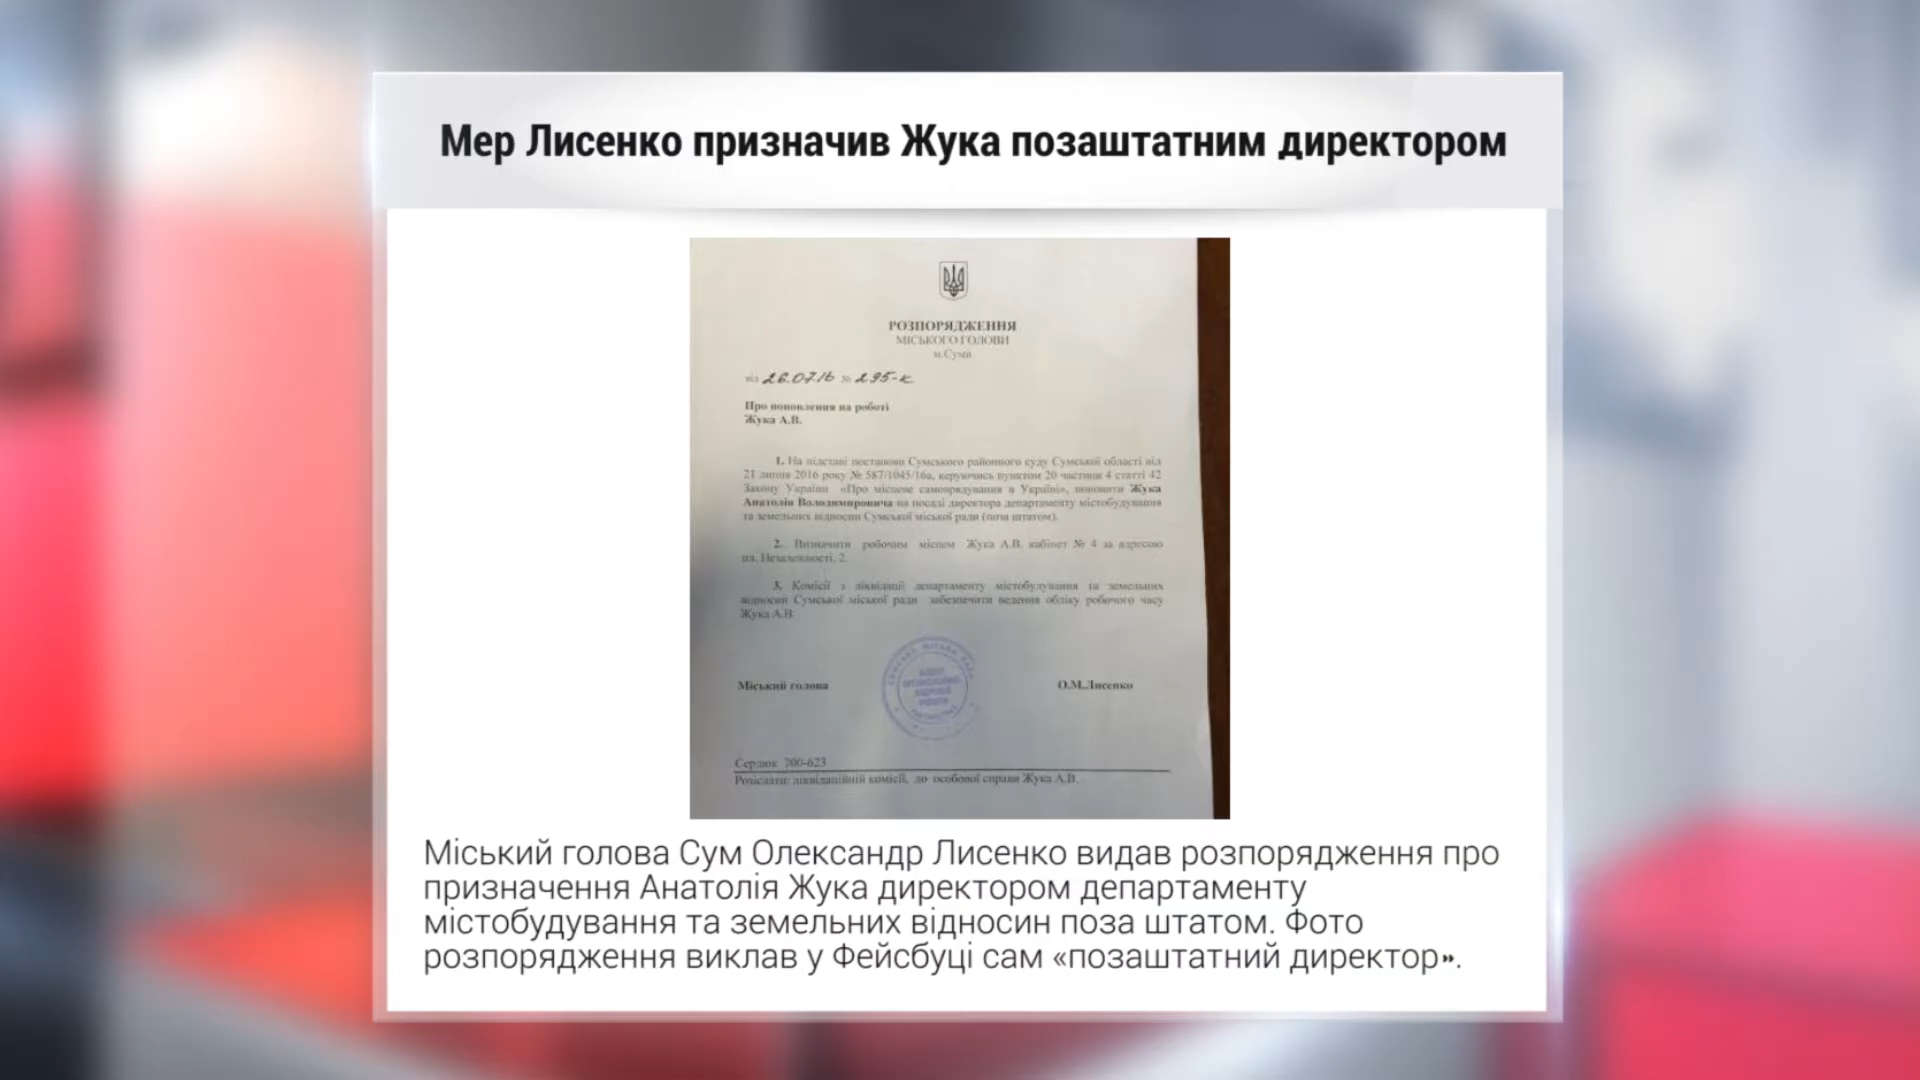 Мер Лисенко призначив Жука позаштатним директором
РОЗПОРЯДЖЕННЯ
МІСЬКОГО ГОЛОВИ
м.Суми
від 26.07.16 № 295-к
Про поновлення на роботі
Жука А.В.
1. На підставі постанови Сумського районного суду Сумської області від
21 липня 2016 року № 587/1045/16а, керуючись пунктом 20 частини 4 статті 42
Закону України «Про місцеве самоврядування в Україні», поновити Жука
Анатолія Володимировича на посаді директора департаменту містобудування
та земельних відносин Сумської міської ради (поза штатом).
2. Визначити робочим місцем Жука А.В. кабінет № 4 за адресою
пл. Незалежності, 2.
3. Комісії з ліквідації департаменту містобудування та земельних
відносин Сумської міської ради забезпечити ведення обліку робочого часу
Жука А.В
Міський голова О.М.Лисенко
Сердюк 700-623
Розіслати: ліквідаційній комісії, до особової справи Жука А.В.
Міський голова Сум Олександр Лисенко видав розпорядження про
призначення Анатолія Жука директором департаменту
містобудування та земельних відносин поза штатом. Фото
розпорядження виклав у Фейсбуці сам «позаштатний директор».